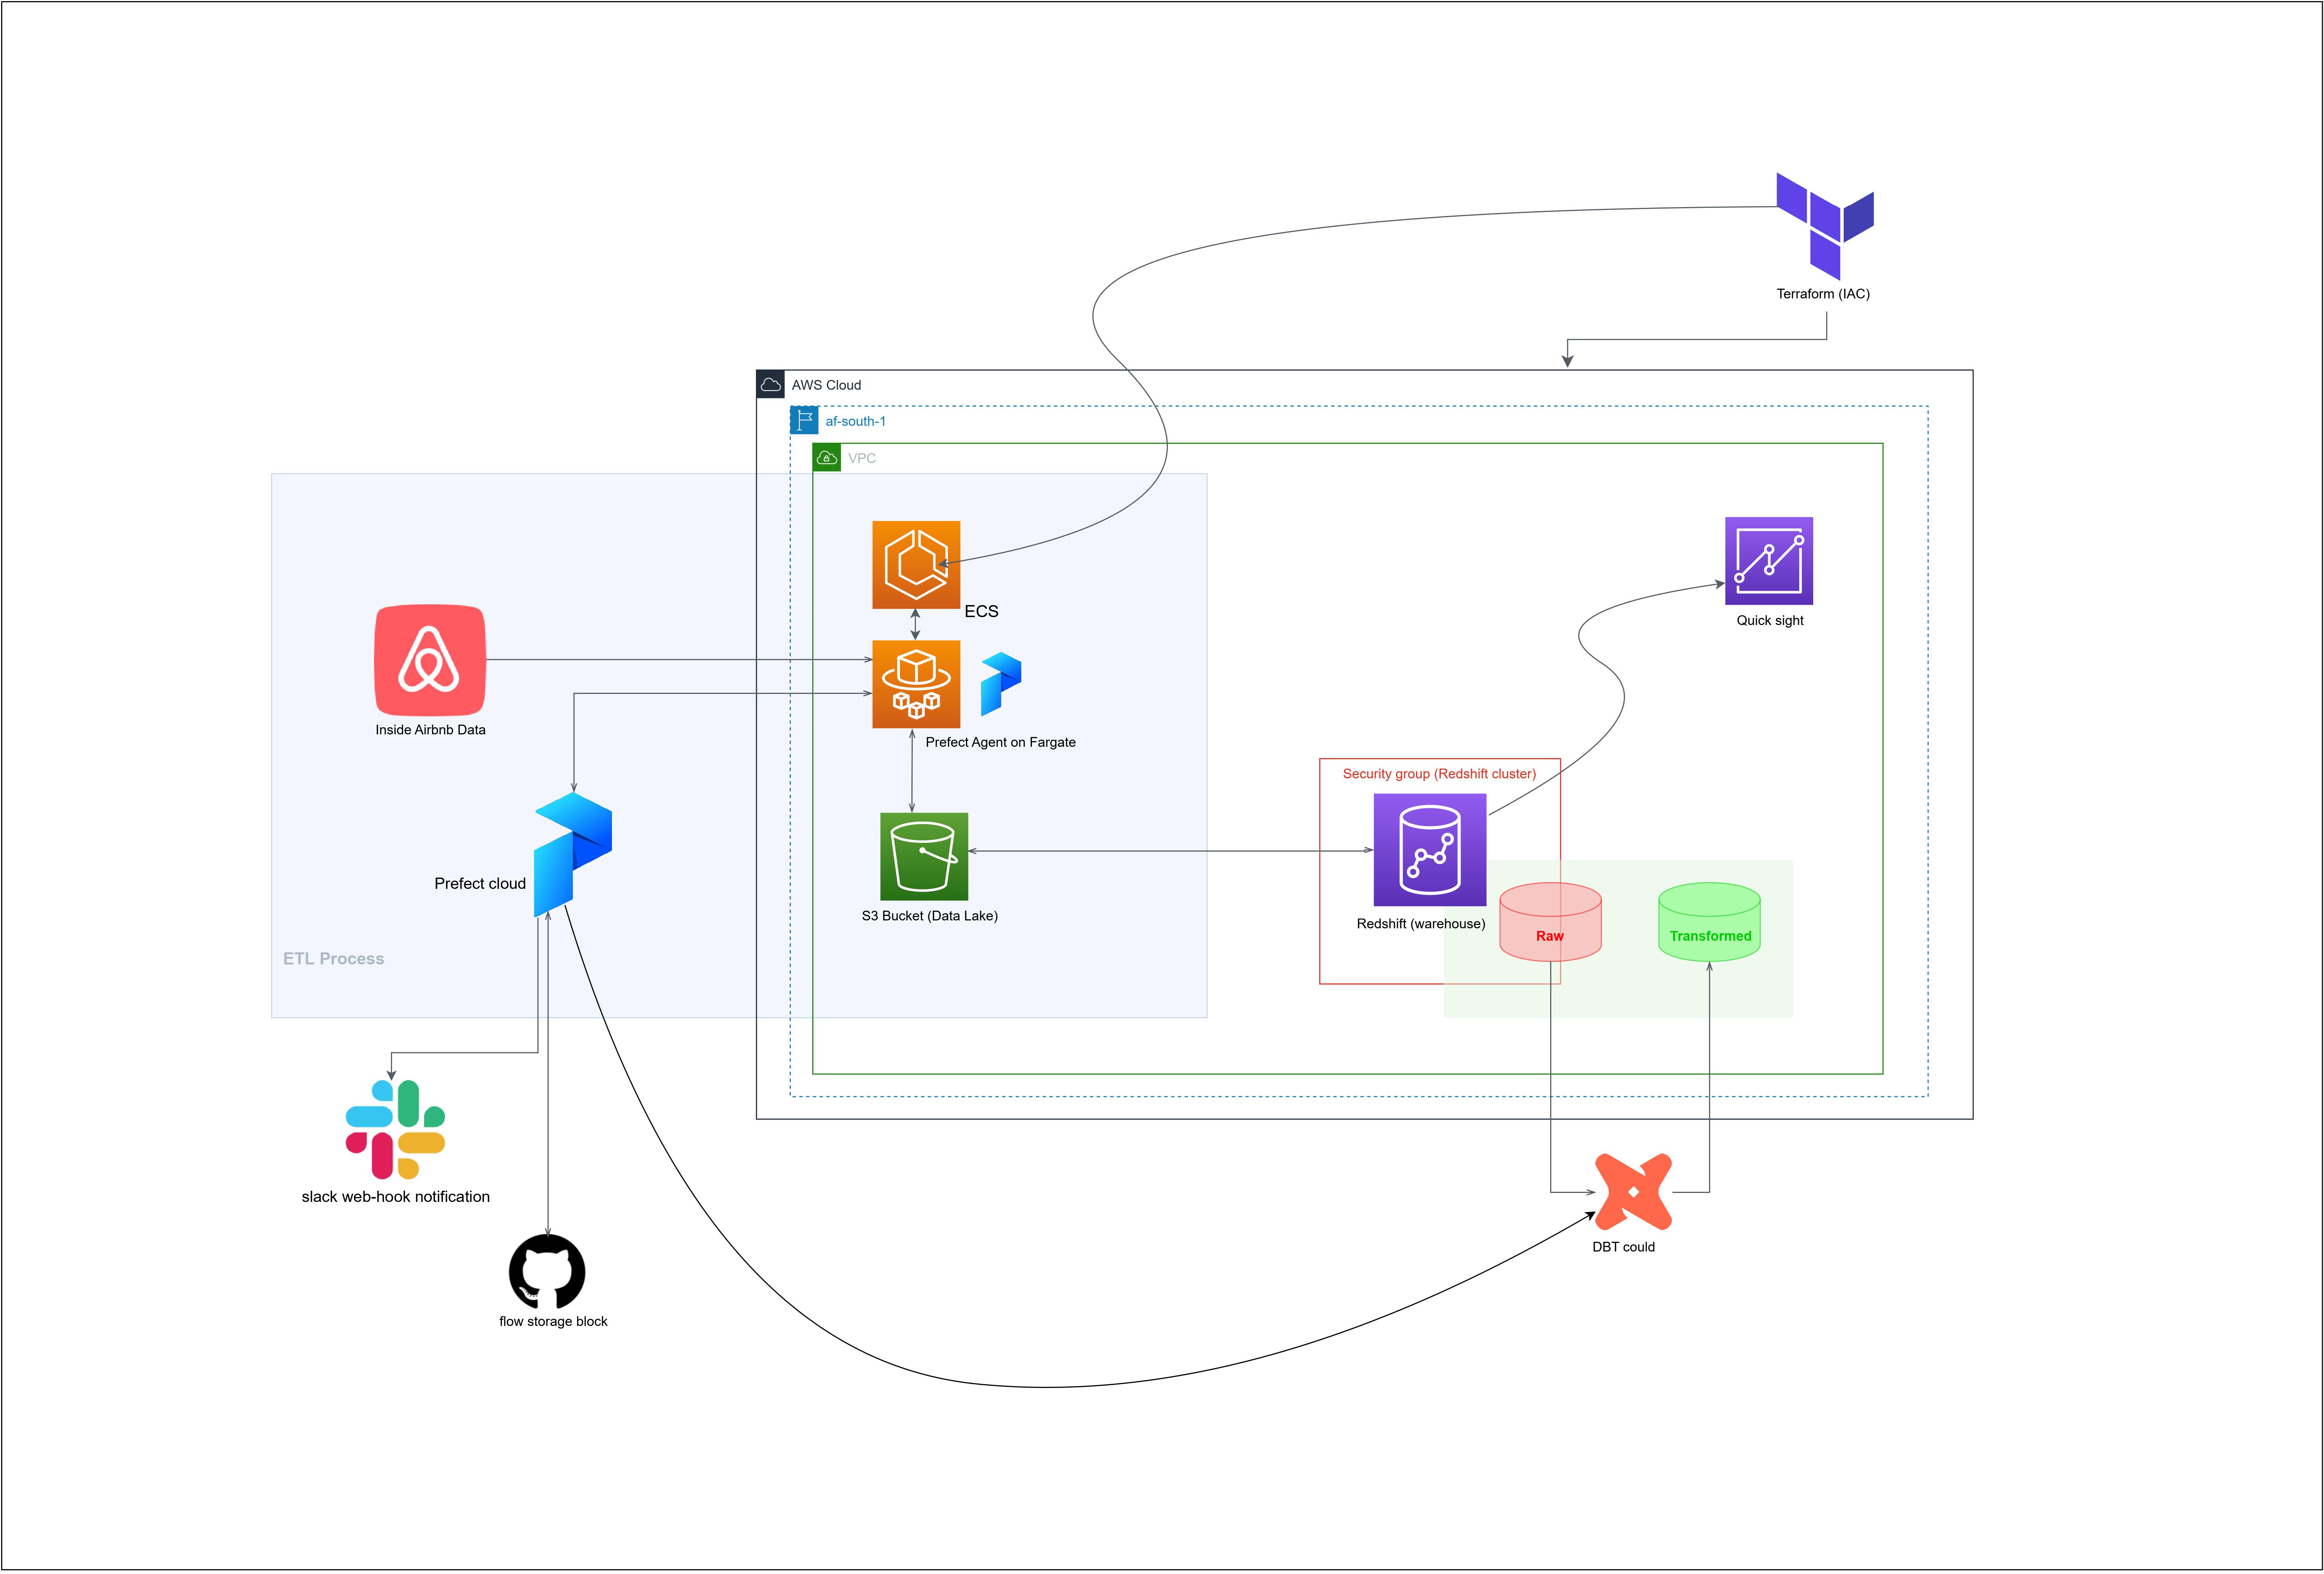 Terraform (IAC)
AWS Cloud
af-south-1
VPC
ECS
Quick sight
Inside Airbnb Data
Prefect Agent on Fargate
Security group (Redshift cluster)
Prefect cloud
S3 Bucket (Data Lake)
Redshift (warehouse)
Raw
Transformed
ETL Process
slack web-hook notification
DBT could
flow storage block